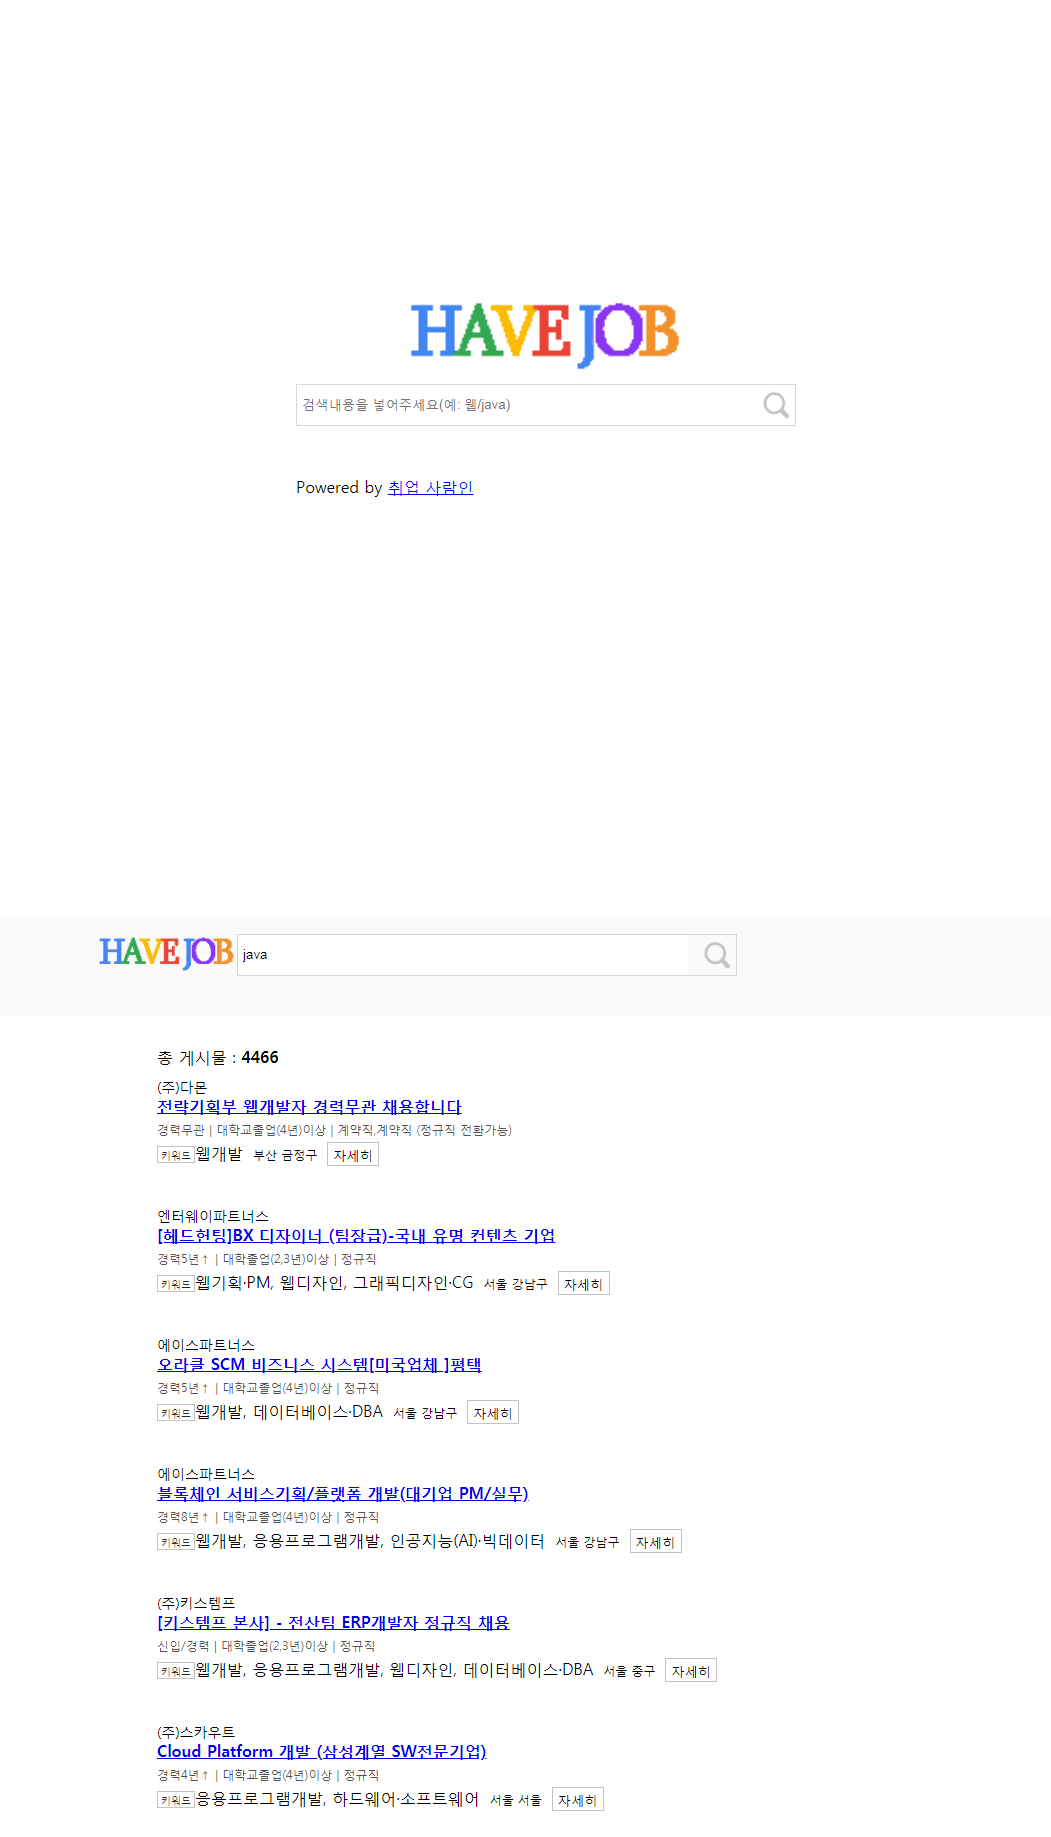 HAVE JOB
검색내용을 넣어주세요(예: 웹/java)
Powered by 취업 사람인
HAVE JOB java
총 게시물 : 4466
(주)다몬
전략기획부 웹개발자 경력무관 채용합니다
경력무관 | 대학교졸업(4년)이상 | 계약직,계약직 (정규직 전환가능)
키워드 웹개발 부산 금정구 자세히
엔터웨이파트너스
[헤드헌팅]BX 디자이너 (팀장급)-국내 유명 컨텐츠 기업
경력5년↑ | 대학졸업(2,3년)이상 | 정규직
키워드 웹기획·PM, 웹디자인, 그래픽디자인·CG 서울 강남구 자세히
에이스파트너스
오라클 SCM 비즈니스 시스템[미국업체 ]평택
경력5년↑ | 대학교졸업(4년)이상 | 정규직
키워드 웹개발, 데이터베이스·DBA 서울 강남구 자세히
에이스파트너스
블록체인 서비스기획/플랫폼 개발(대기업 PM/실무)
경력8년↑ | 대학교졸업(4년)이상 | 정규직
키워드 웹개발, 응용프로그램개발, 인공지능(AI)·빅데이터 서울 강남구 자세히
(주)키스템프
[키스템프 본사] - 전산팀 ERP개발자 정규직 채용
신입/경력 | 대학졸업(2,3년)이상 | 정규직
키워드 웹개발, 응용프로그램개발, 웹디자인, 데이터베이스·DBA 서울 중구 자세히
(주)스카우트
Cloud Platform 개발 (삼성계열 SW전문기업)
경력4년↑ | 대학교졸업(4년)이상 | 정규직
키워드 응용프로그램개발, 하드웨어·소프트웨어 서울 서울 자세히